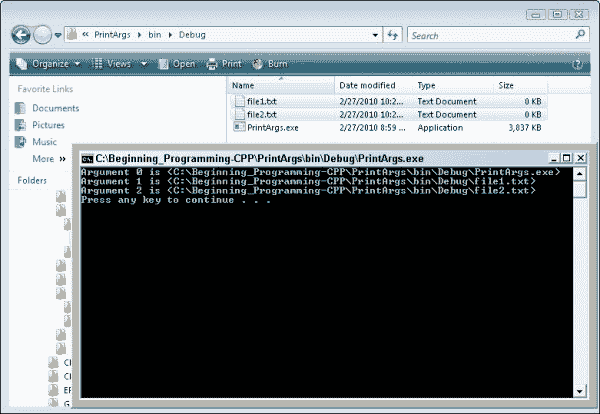 « PrintArgs ▸ bin ▸ Debug
Search
Organize Views Open Print Burn
Favorite Links
Documents
Pictures
Music
More »
Folders
Name Date modified Type Size
file1.txt 2/27/2010 10:2... Text Document 0 KB
file2.txt 2/27/2010 10:2... Text Document 0 KB
PrintArgs.exe 2/27/2010 8:59 ... Application 3,837 KB
C:\Beginning_Programming-CPP\PrintArgs\bin\Debug\PrintArgs.exe
Argument 0 is <C:\Beginning_Programming-CPP\PrintArgs\bin\Debug\PrintArgs.exe>
Argument 1 is <C:\Beginning_Programming-CPP\PrintArgs\bin\Debug\file1.txt>
Argument 2 is <C:\Beginning_Programming-CPP\PrintArgs\bin\Debug\file2.txt>
Press any key to continue . . .